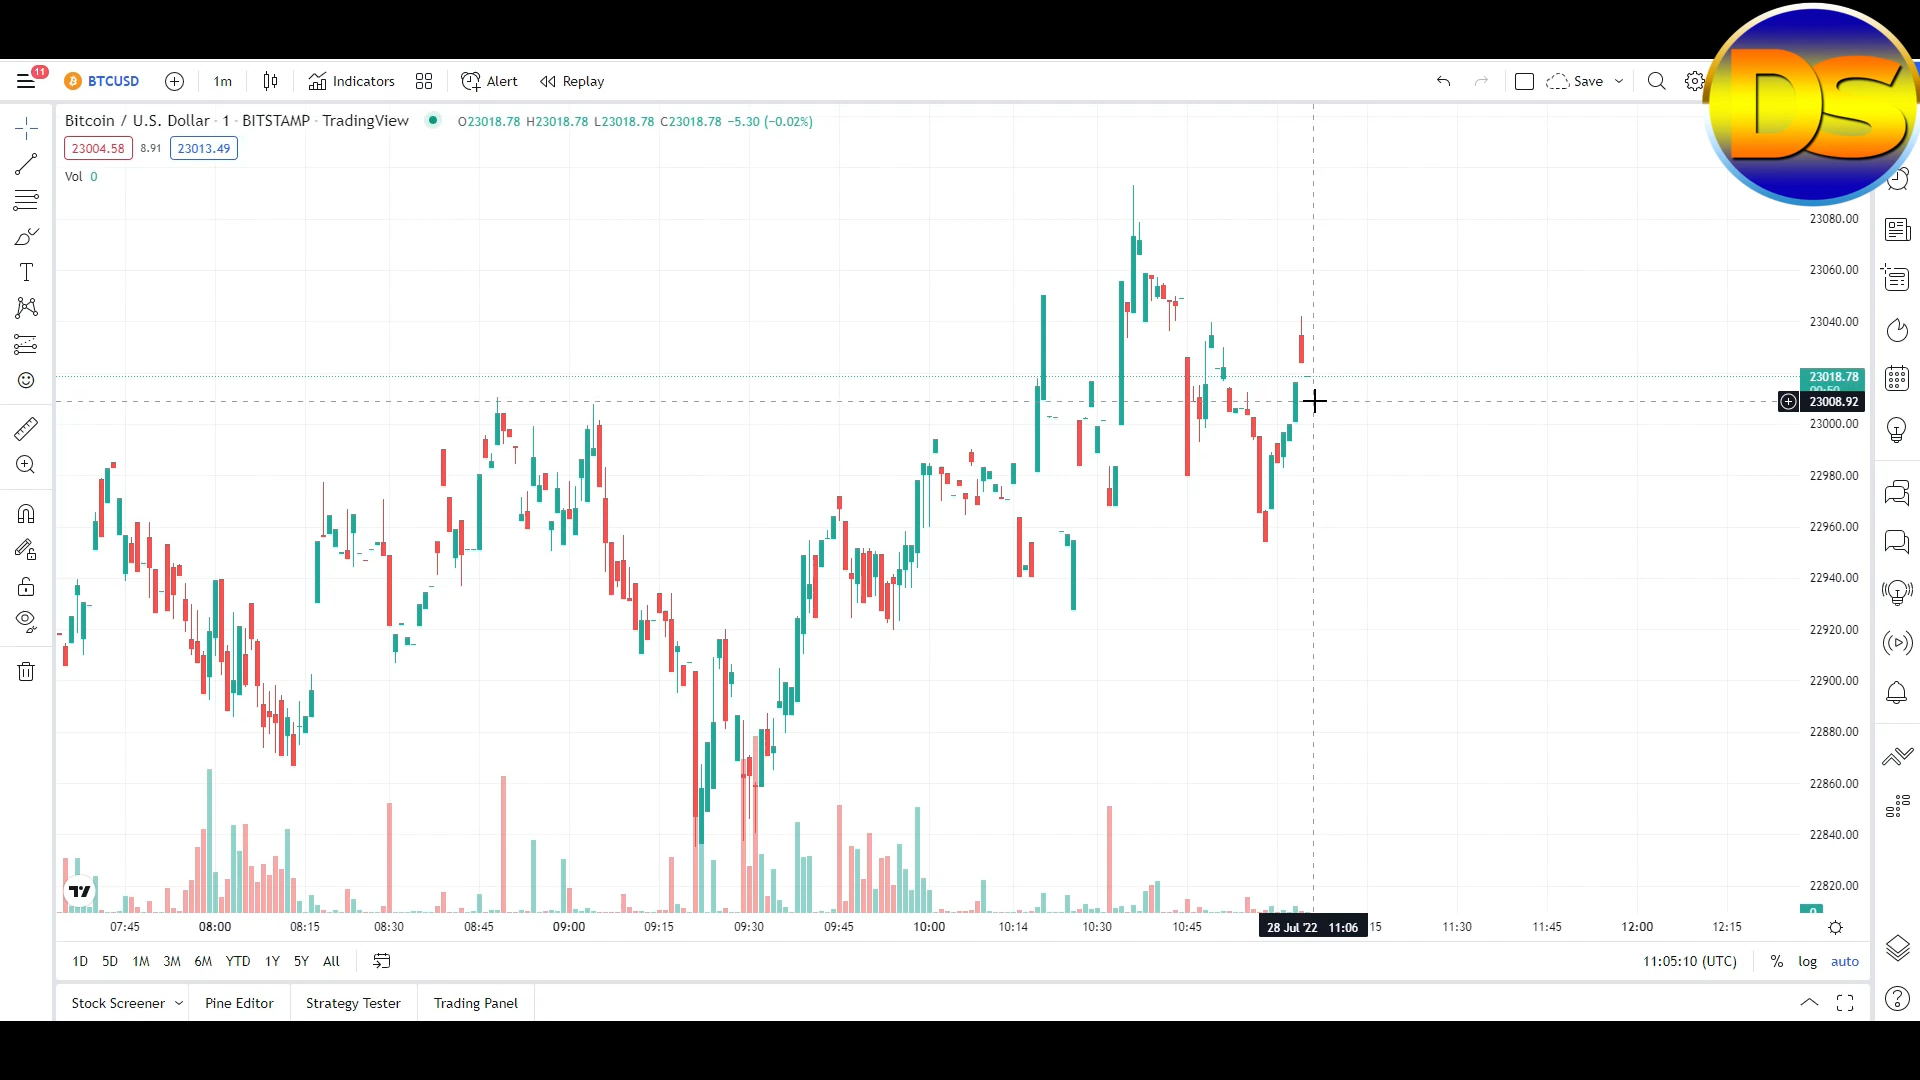 11 BTCUSD 1m Indicators Alert Replay Save
DS
Bitcoin / U.S. Dollar · 1 · BITSTAMP · TradingView O23018.78 H23018.78 L23018.78 C23018.78 −5.30 (−0.02%)
23004.58 8.91 23013.49
Vol 0
23080.00
23060.00
23040.00
23018.78
23008.92
23000.00
22980.00
22960.00
22940.00
22920.00
22900.00
22880.00
22860.00
22840.00
22820.00
0
07:45 08:00 08:15 08:30 08:45 09:00 09:15 09:30 09:45 10:00 10:14 10:30 10:45 28 Jul '22 11:06 15 11:30 11:45 12:00 12:15
1D 5D 1M 3M 6M YTD 1Y 5Y All 11:05:10 (UTC) % log auto
Stock Screener Pine Editor Strategy Tester Trading Panel